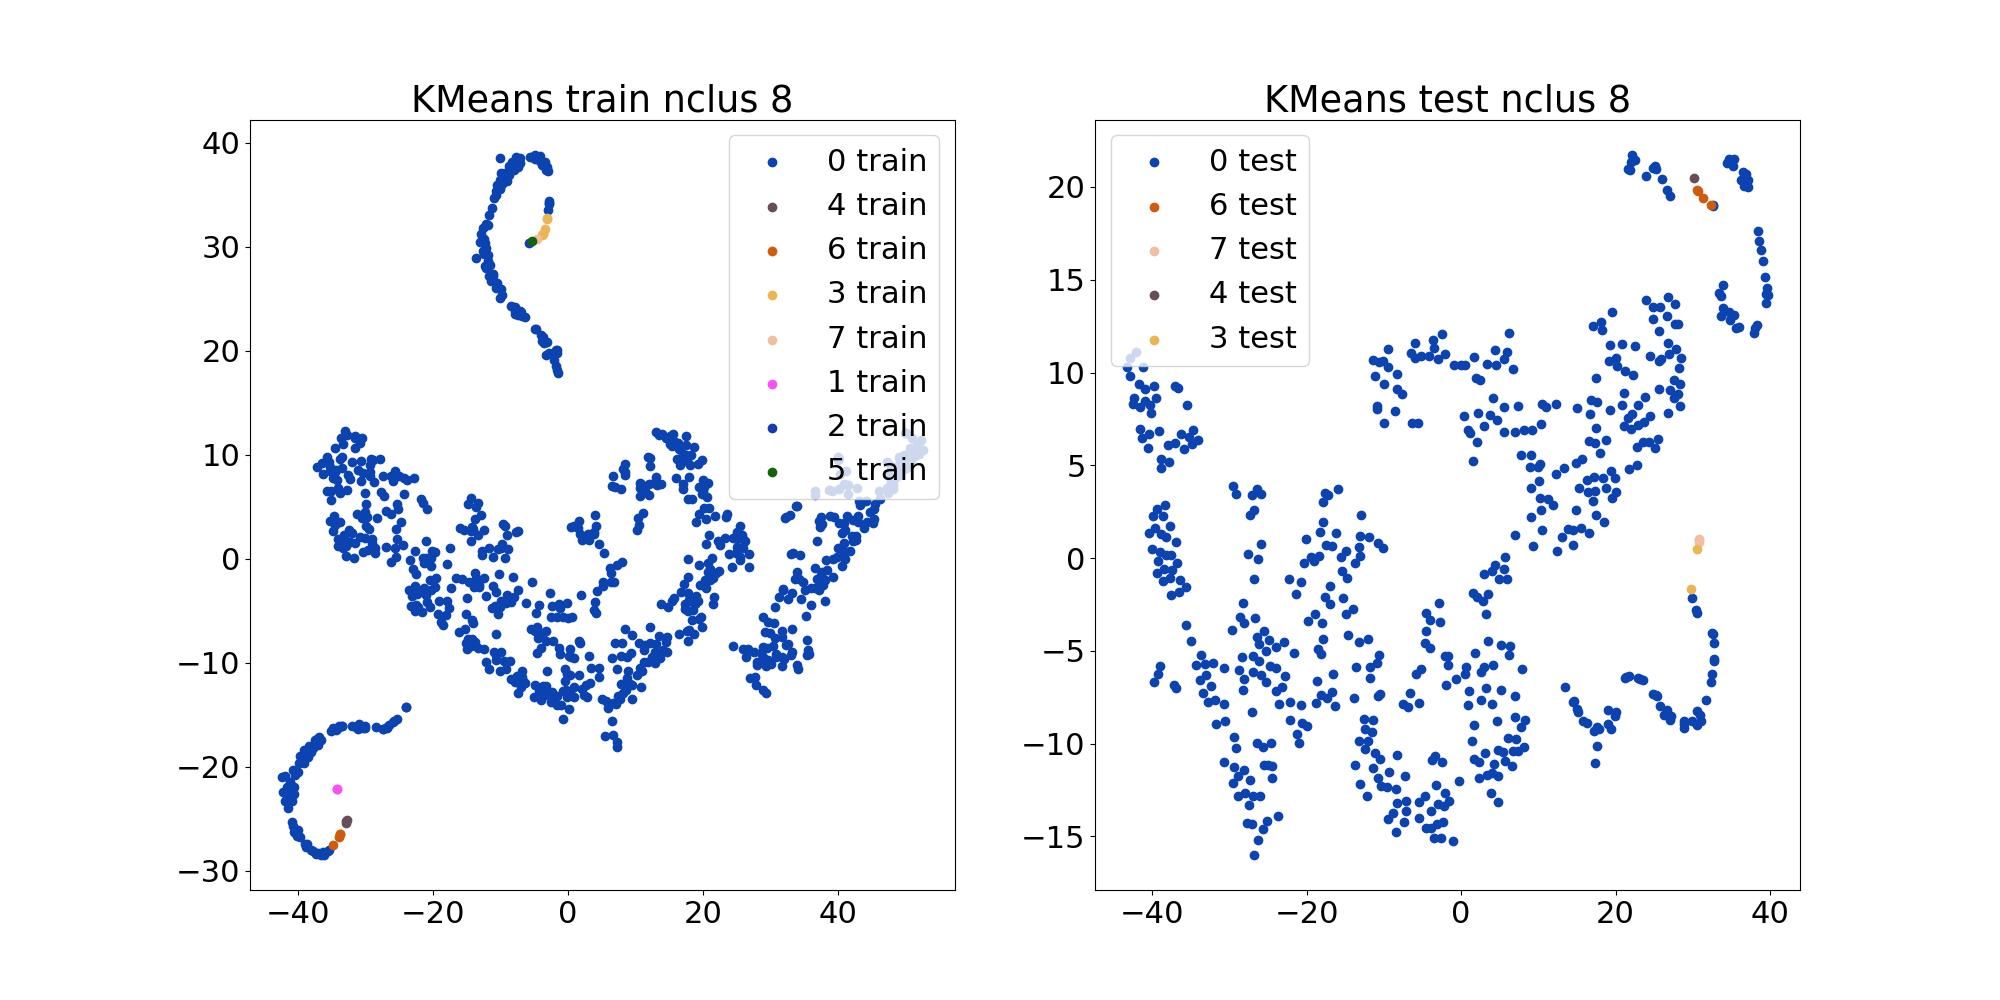 KMeans train nclus 8
40
30
20
10
0
−10
−20
−30
−40
−20
0
20
40
0 train
4 train
6 train
3 train
7 train
1 train
2 train
5 train
KMeans test nclus 8
20
15
10
5
0
−5
−10
−15
−40
−20
0
20
40
0 test
6 test
7 test
4 test
3 test